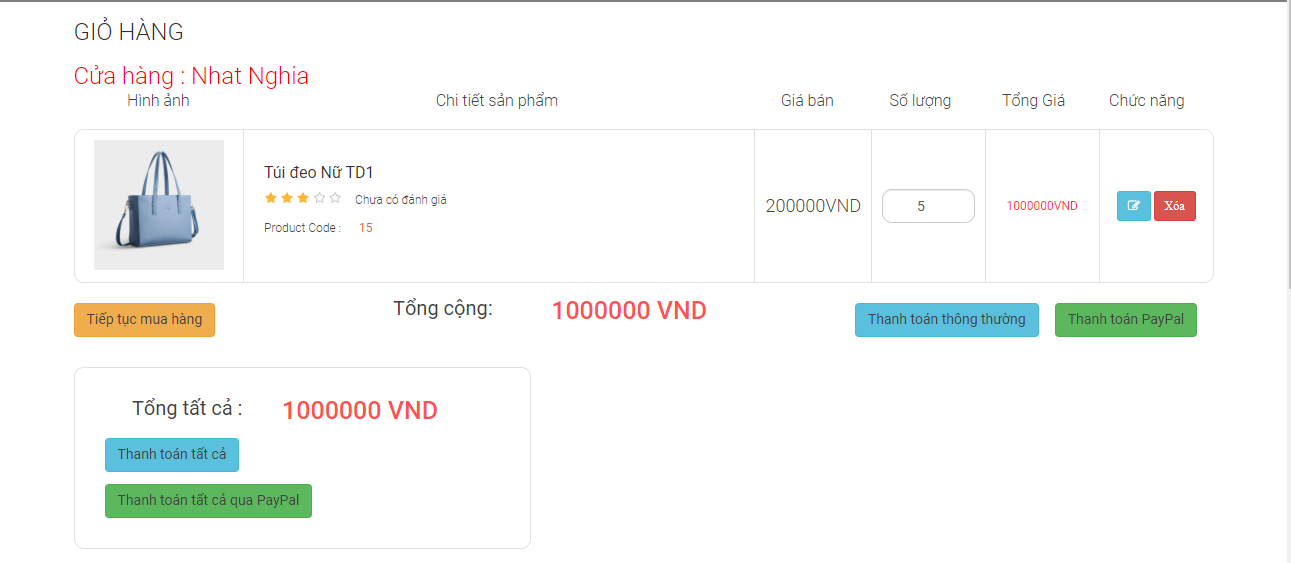 GIỎ HÀNG
Cửa hàng : Nhat Nghia
Hình ảnh Chi tiết sản phẩm Giá bán Số lượng Tổng Giá Chức năng
Túi đeo Nữ TD1
Chưa có đánh giá
Product Code : 15
200000VND 5 1000000VND Xóa
Tiếp tục mua hàng Tổng cộng: 1000000 VND Thanh toán thông thường Thanh toán PayPal
Tổng tất cả : 1000000 VND
Thanh toán tất cả
Thanh toán tất cả qua PayPal